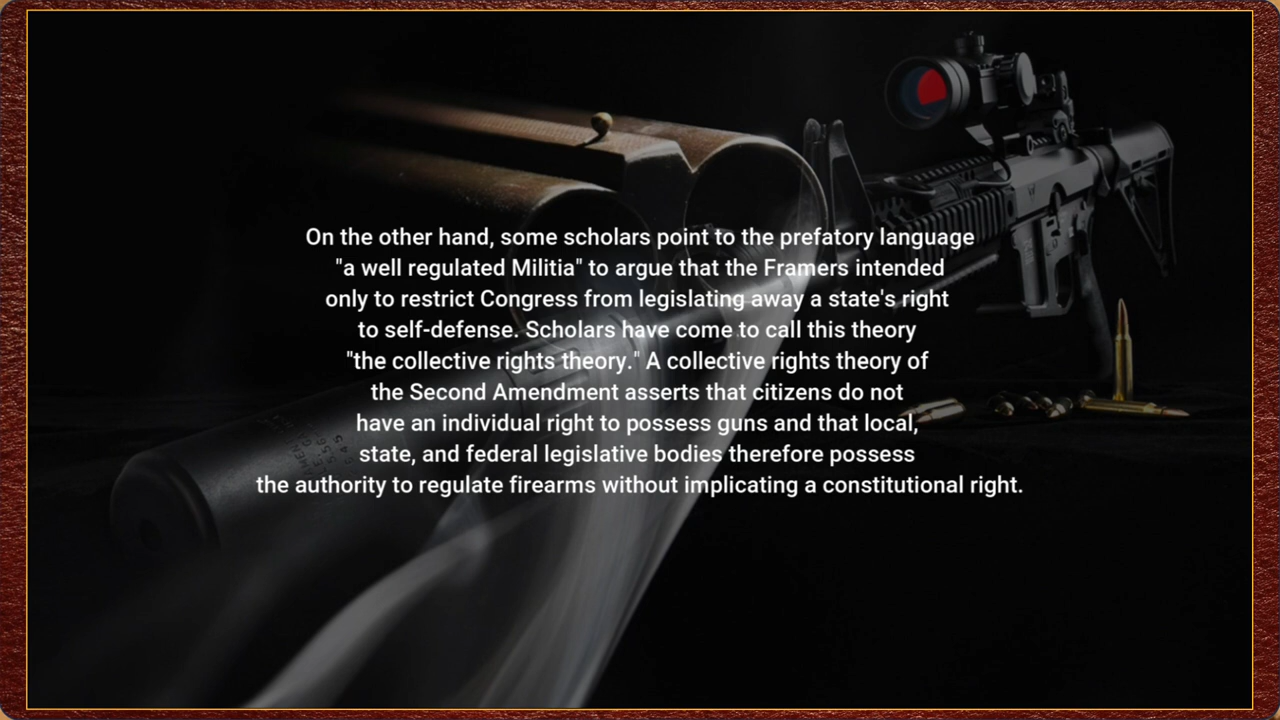 On the other hand, some scholars point to the prefatory language
"a well regulated Militia" to argue that the Framers intended
only to restrict Congress from legislating away a state's right
to self-defense. Scholars have come to call this theory
"the collective rights theory." A collective rights theory of
the Second Amendment asserts that citizens do not
have an individual right to possess guns and that local,
state, and federal legislative bodies therefore possess
the authority to regulate firearms without implicating a constitutional right.